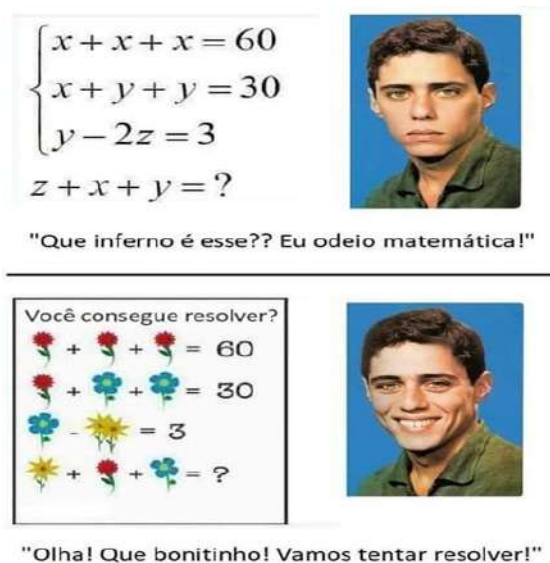 x + x + x = 60
x + y + y = 30
y − 2z = 3
z + x + y = ?
"Que inferno é esse?? Eu odeio matemática!"
Você consegue resolver?
+ + = 60
+ + = 30
- = 3
+ + = ?
"Olha! Que bonitinho! Vamos tentar resolver!"